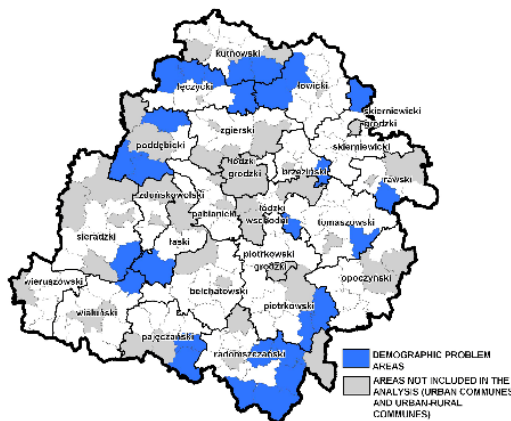 kutnowski
łęczycki
łowicki
skierniewicki
grodzki
zgierski
skierniewicki
poddębicki
łódzki
grodzki
brzeziński
rawski
zduńskowolski
pabianicki
łódzki
wschodni
tomaszowski
sieradzki
łaski
piotrkowski
grodzki
opoczyński
wieruszowski
bełchatowski
wieluński
piotrkowski
pajęczański
radomszczański
DEMOGRAPHIC PROBLEM
AREAS
AREAS NOT INCLUDED IN THE
ANALYSIS (URBAN COMMUNES
AND URBAN-RURAL
COMMUNES)